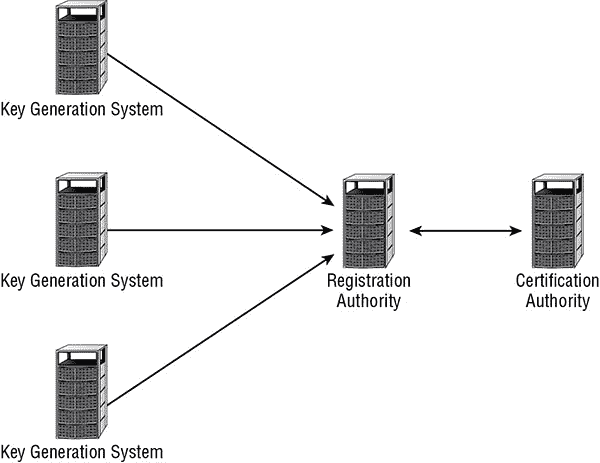 Key Generation System
Key Generation System
Registration
Authority
Certification
Authority
Key Generation System